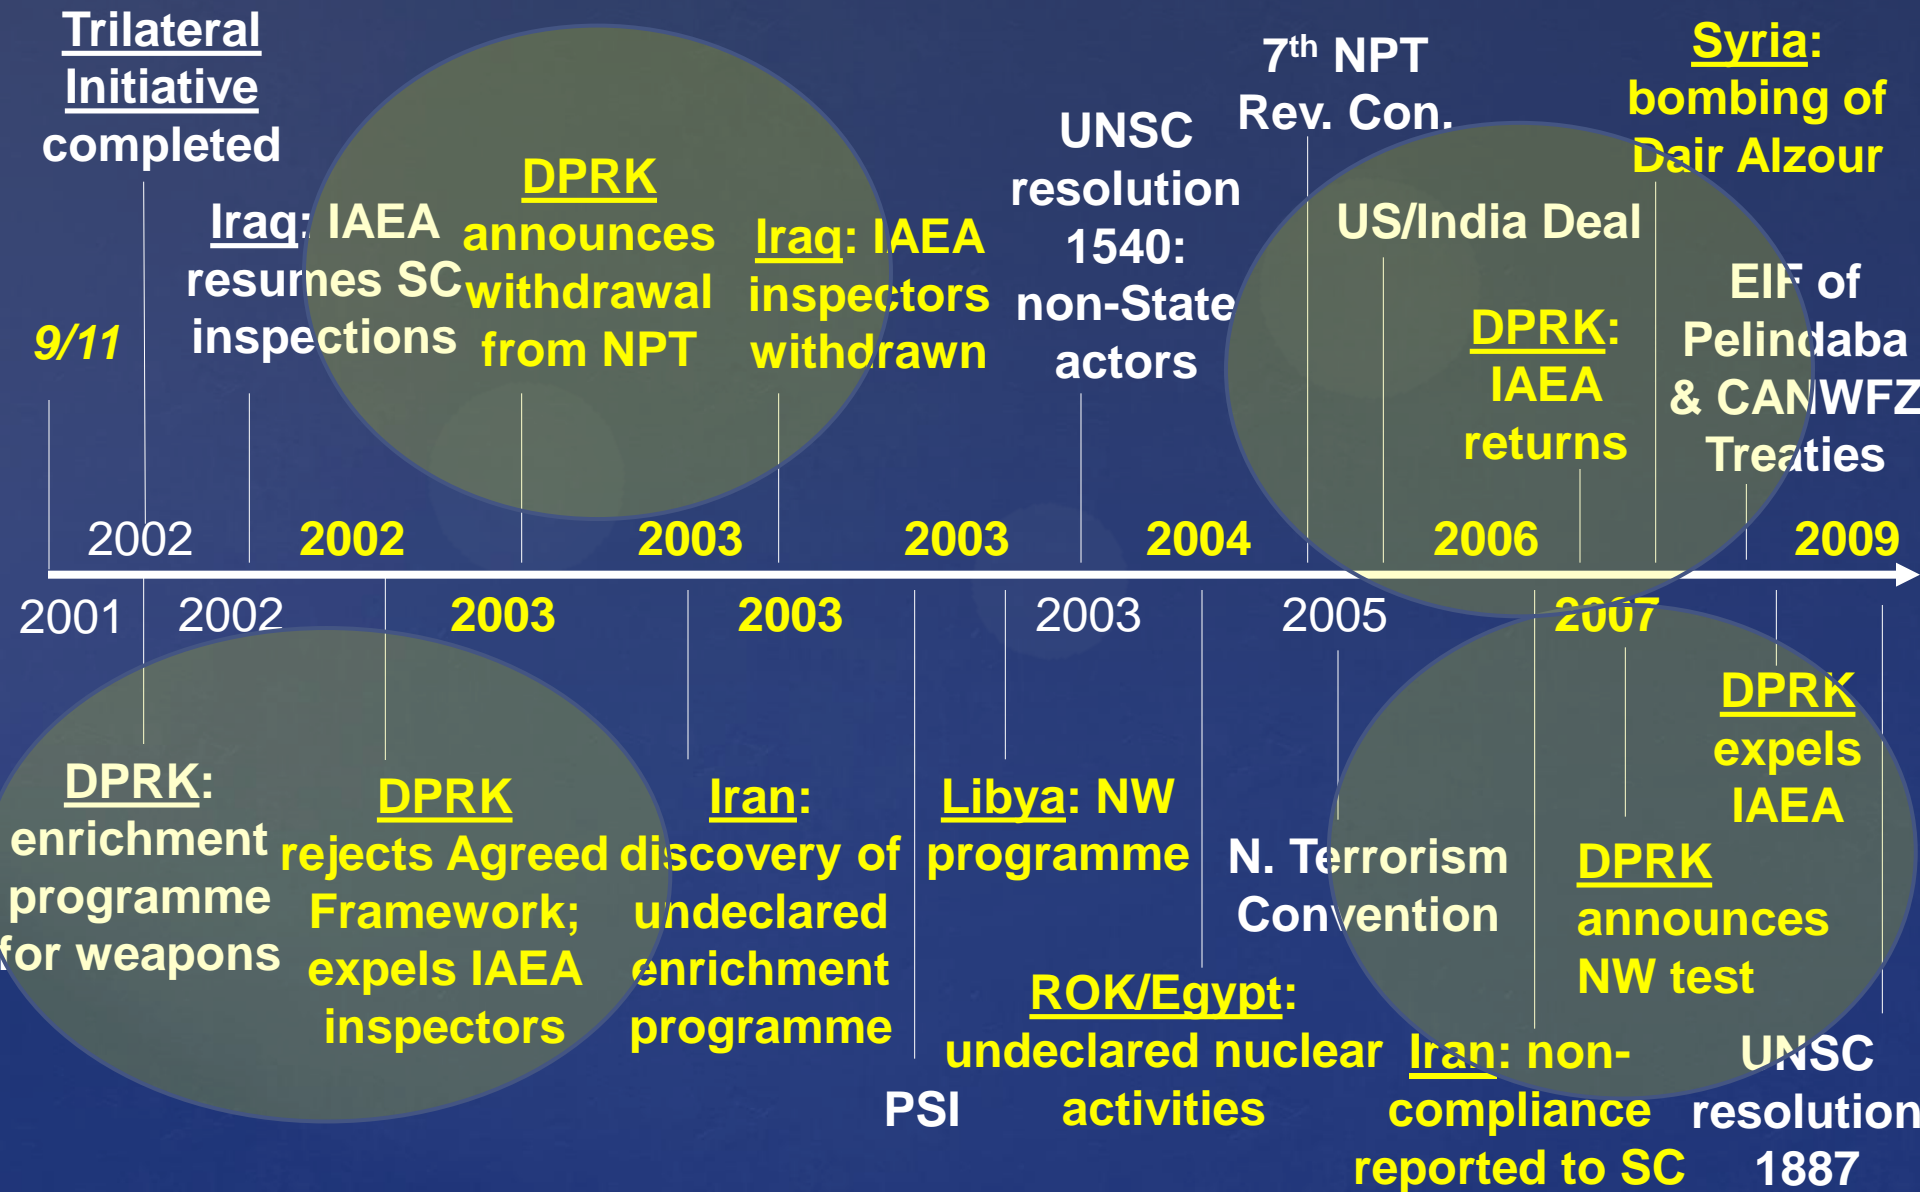 Trilateral
Initiative
completed
9/11
Iraq: IAEA
resumes SC
inspections
DPRK
announces
withdrawal
from NPT
Iraq: IAEA
inspectors
withdrawn
UNSC
resolution
1540:
non-State
actors
7th NPT
Rev. Con.
US/India Deal
DPRK:
IAEA
returns
Syria:
bombing of
Dair Alzour
EIF of
Pelindaba
& CANWFZ
Treaties
2002 2002 2003 2003 2004 2006 2009
2001 2002 2003 2003 2003 2005 2007
DPRK:
enrichment
programme
for weapons
DPRK
rejects Agreed
Framework;
expels IAEA
inspectors
Iran:
discovery of
undeclared
enrichment
programme
PSI
Libya: NW
programme
ROK/Egypt:
undeclared nuclear
activities
N. Terrorism
Convention
Iran: non-
compliance
reported to SC
DPRK
announces
NW test
DPRK
expels
IAEA
UNSC
resolution
1887